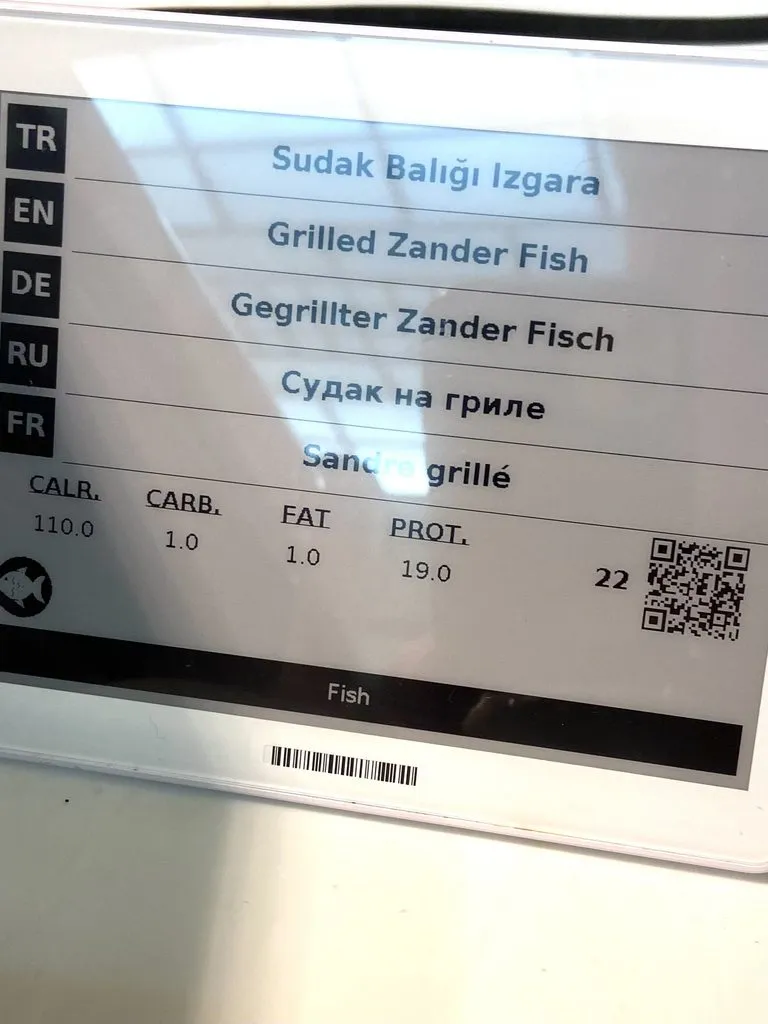 TR Sudak Balığı Izgara
EN Grilled Zander Fish
DE Gegrillter Zander Fisch
RU Судак на гриле
FR Sandre grillé
CALR. CARB. FAT PROT.
110.0 1.0 1.0 19.0
22
Fish